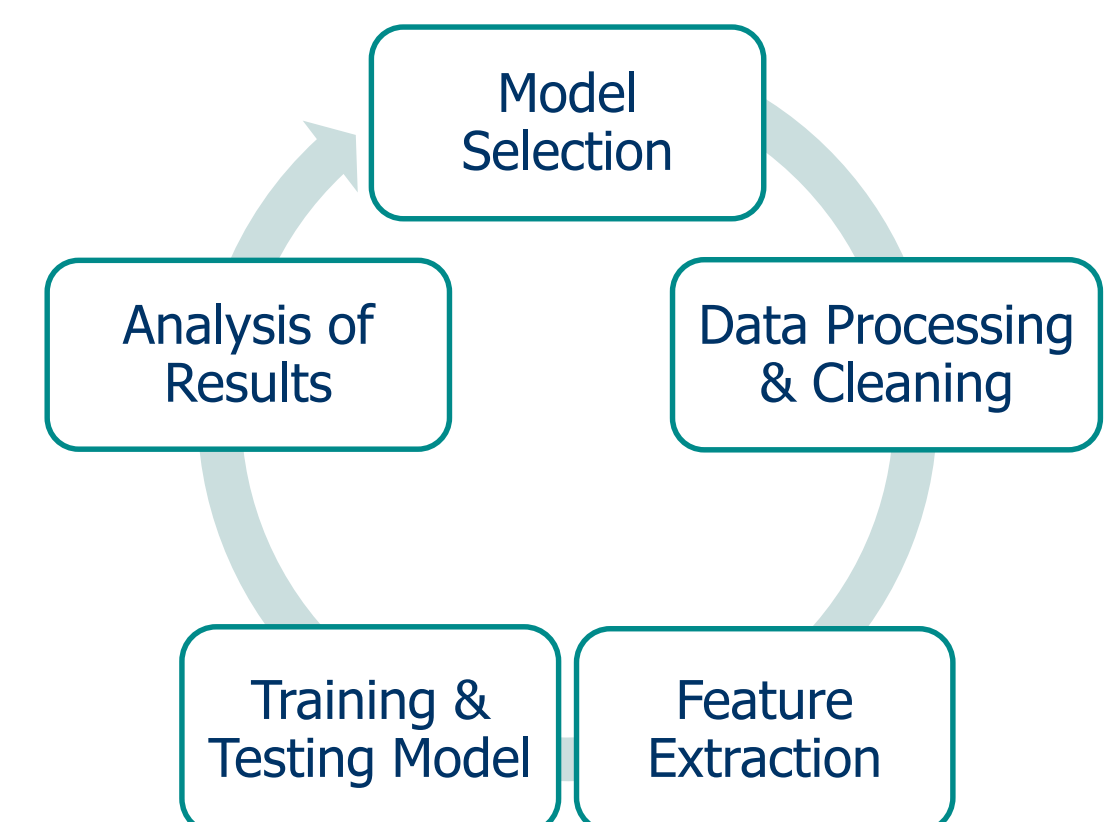 Model
Selection
Data Processing
& Cleaning
Feature
Extraction
Training &
Testing Model
Analysis of
Results